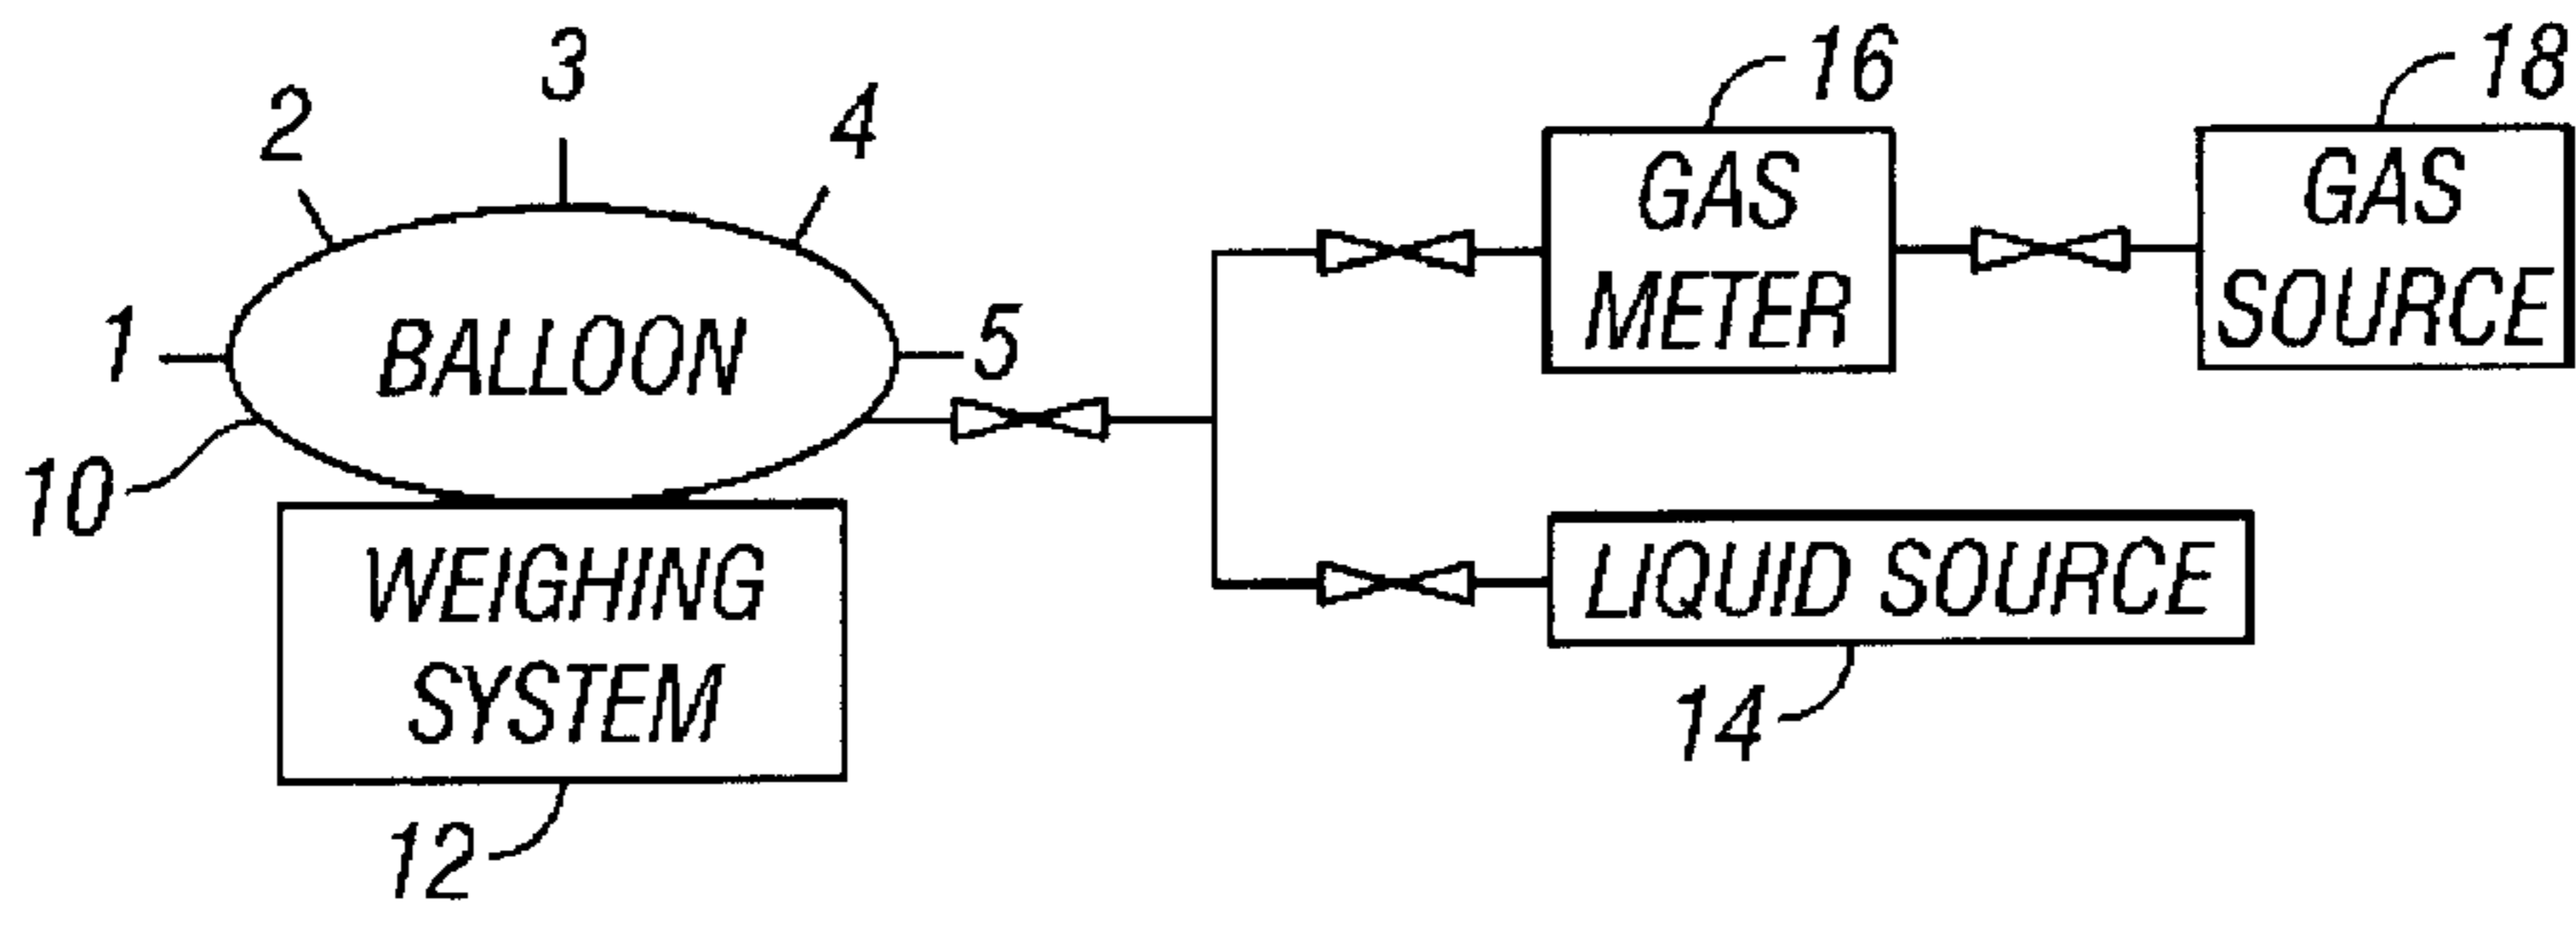 1
2
3
4
5
BALLOON
10
WEIGHING
SYSTEM
12
16
GAS
METER
18
GAS
SOURCE
LIQUID SOURCE
14